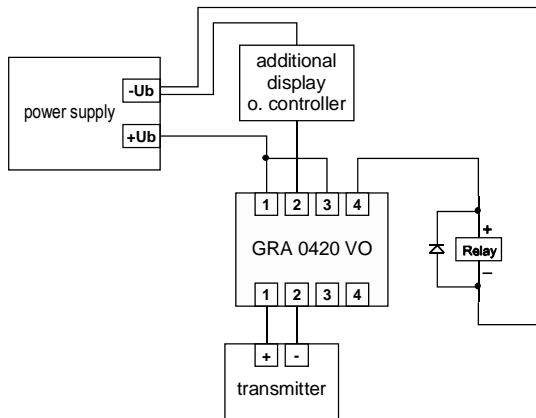 additional
display
o. controller
-Ub
power supply
+Ub
1 2 3 4
GRA 0420 VO
+
Relay
–
1 2 3 4
+ -
transmitter